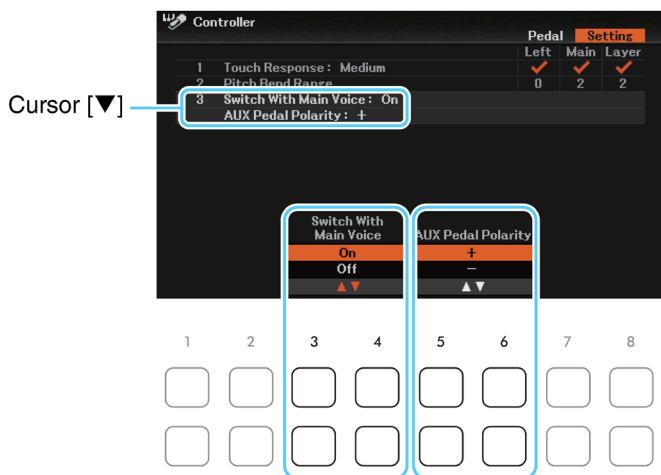 Controller
Pedal Setting
Left Main Layer
1 Touch Response : Medium
2 Pitch Bend Range 0 2 2
3 Switch With Main Voice : On
AUX Pedal Polarity : +
Cursor [▼]
Switch With
Main Voice
AUX Pedal Polarity
On +
Off −
▲▼ ▲▼
1 2 3 4 5 6 7 8